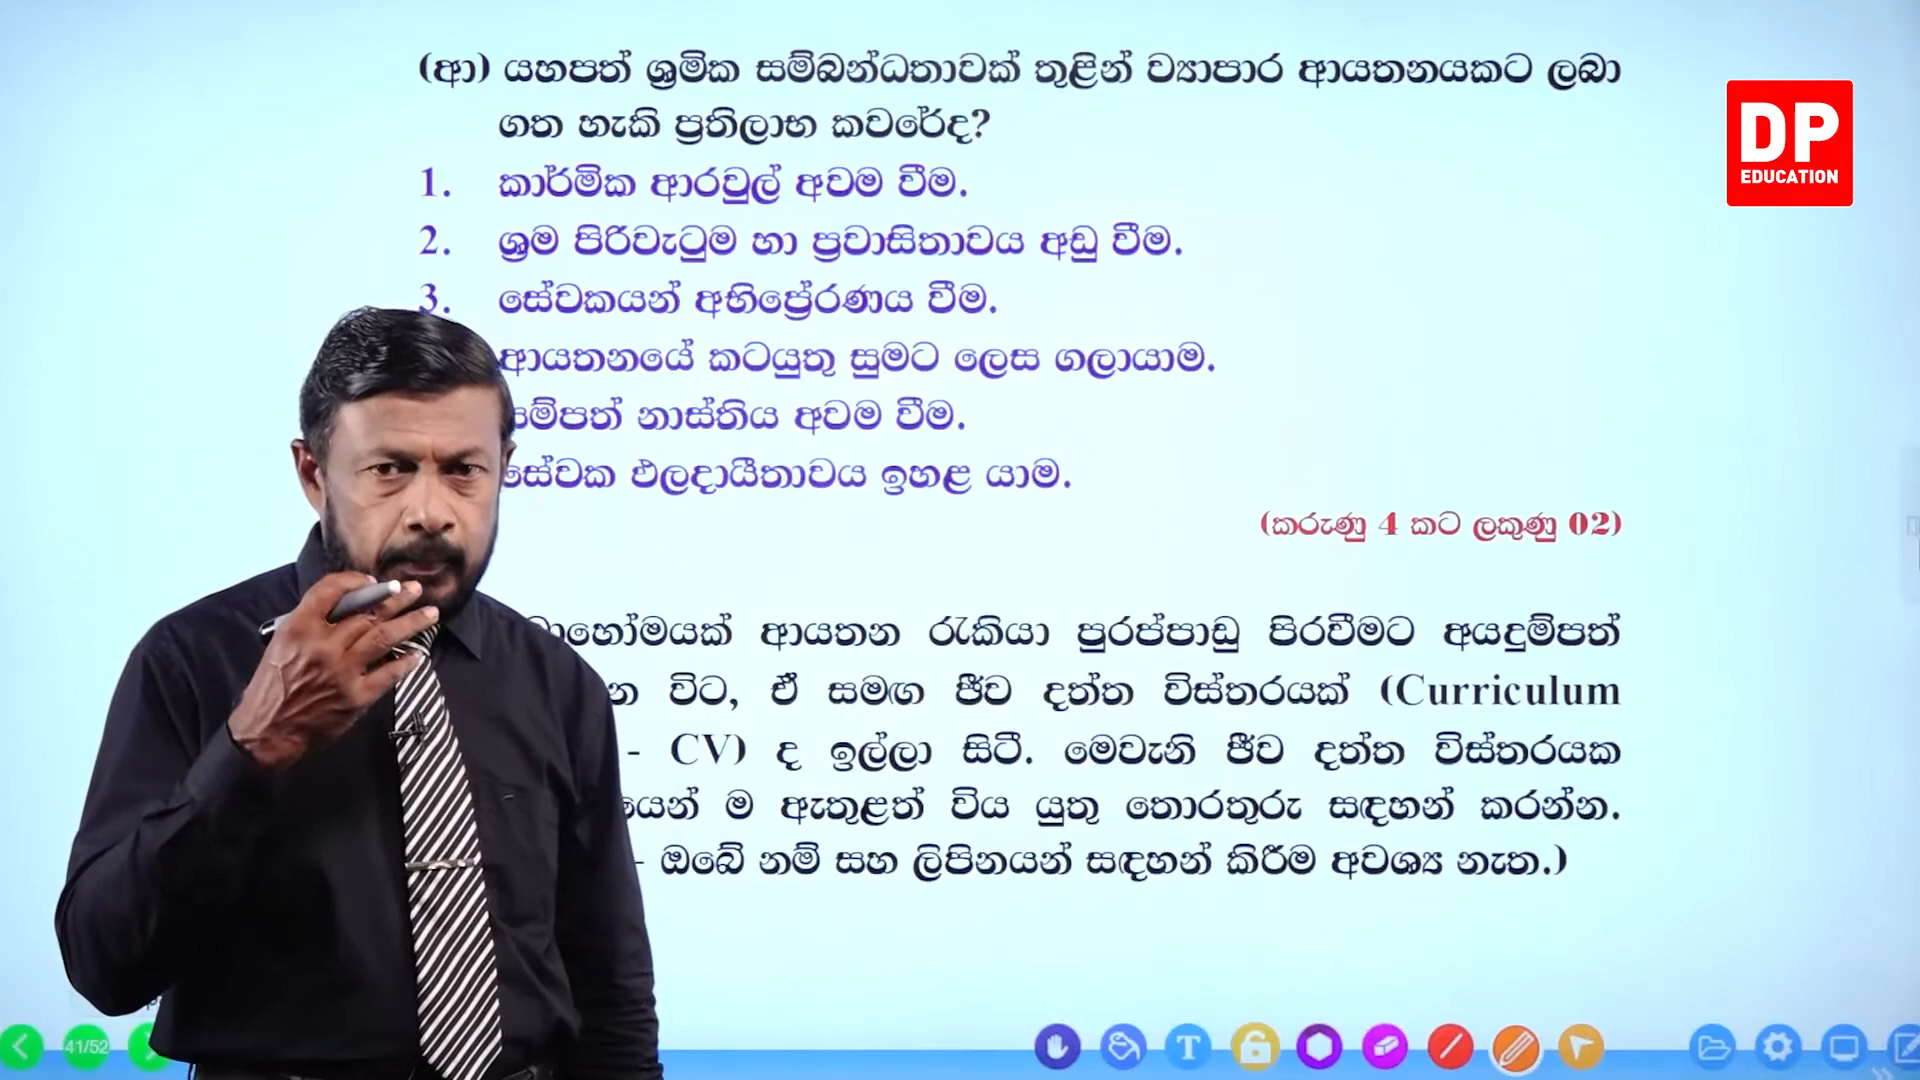 (ආ) යහපත් ශ්‍රමික සම්බන්ධතාවක් තුළින් ව්‍යාපාර ආයතනයකට ලබා
ගත හැකි ප්‍රතිලාභ කවරේද?
1. කාර්මික ආරවුල් අවම වීම.
2. ශ්‍රම පිරිවැටුම හා ප්‍රවාසිතාවය අඩු වීම.
3. සේවකයන් අභිප්‍රේරණය වීම.
ආයතනයේ කටයුතු සුමට ලෙස ගලායාම.
සම්පත් නාස්තිය අවම වීම.
සේවක ඵලදායීතාවය ඉහළ යාම.
(කරුණු 4 කට ලකුණු 02)
ආයතන රැකියා පුරප්පාඩු පිරවීමට අයදුම්පත්
විට, ඒ සමඟ ජීව දත්ත විස්තරයක් (Curriculum
- CV) ද ඉල්ලා සිටී. මෙවැනි ජීව දත්ත විස්තරයක
ම ඇතුළත් විය යුතු තොරතුරු සඳහන් කරන්න.
- ඔබේ නම් සහ ලිපිනයන් සඳහන් කිරීම අවශ්‍ය නැත.)
DP
EDUCATION
41/52
T